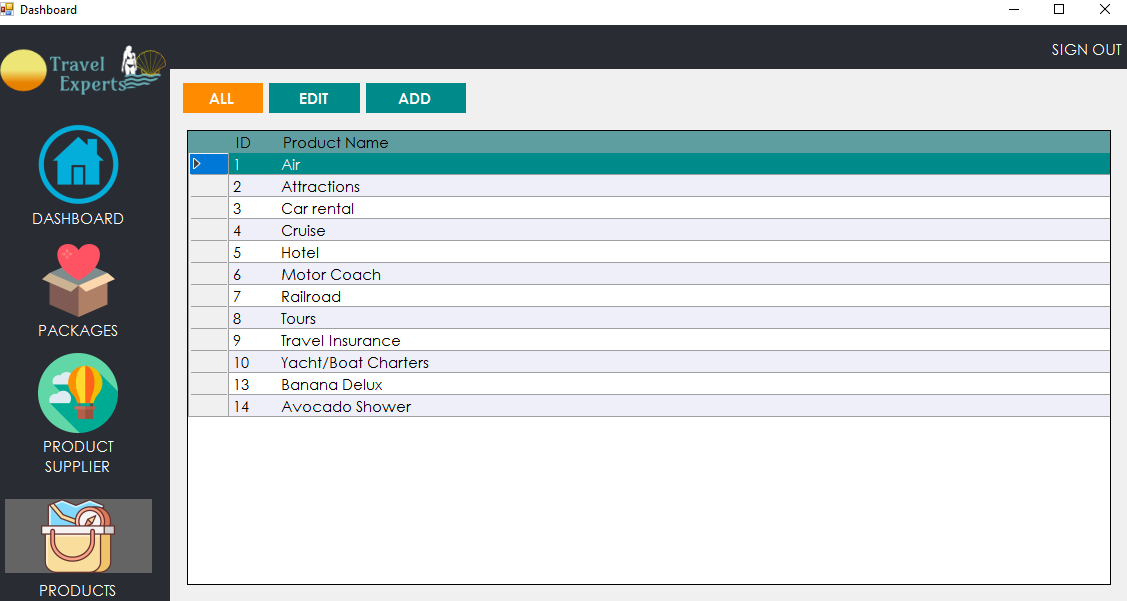 Dashboard
SIGN OUT
Travel
Experts
DASHBOARD
PACKAGES
PRODUCT
SUPPLIER
PRODUCTS
ALL EDIT ADD
ID Product Name
1 Air
2 Attractions
3 Car rental
4 Cruise
5 Hotel
6 Motor Coach
7 Railroad
8 Tours
9 Travel Insurance
10 Yacht/Boat Charters
13 Banana Delux
14 Avocado Shower